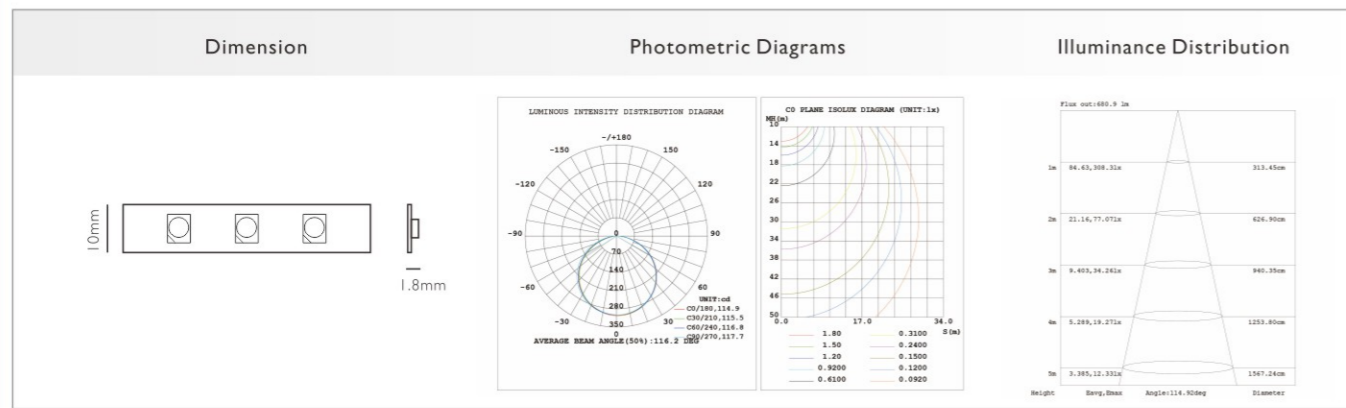 Dimension
Photometric Diagrams
Illuminance Distribution
10mm
1.8mm
LUMINOUS INTENSITY DISTRIBUTION DIAGRAM
-/+180
-150
150
-120
120
-90
0
90
70
140
-60
210
60
280
UNIT:cd
-30
350
30
0
C0/180,114.9
C30/210,115.5
C60/240,116.8
C90/270,117.7
AVERAGE BEAM ANGLE(50%):116.2 DEG
C0 PLANE ISOLUX DIAGRAM (UNIT:lx)
MH(m)
10
14
18
22
26
30
34
38
42
46
50
0.0
17.0
34.0
S(m)
1.80
0.3100
1.50
0.2400
1.20
0.1500
0.9200
0.1200
0.6100
0.0920
Flux out:680.9 lm
1m 84.63,308.3lx 313.45cm
2m 21.16,77.07lx 626.90cm
3m 9.403,34.26lx 940.35cm
4m 5.289,19.27lx 1253.80cm
5m 3.385,12.33lx 1567.24cm
Height Eavg,Emax Angle:114.92deg Diameter